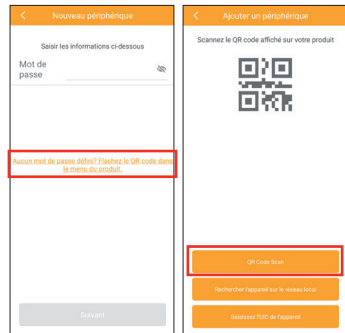 Nouveau périphérique
Saisir les informations ci-dessous
Mot de
passe
Aucun mot de passe défini? Flashez le QR code dans
le menu du produit.
Suivant
Ajouter un périphérique
Scannez le QR code affiché sur votre produit
QR Code Scan
Rechercher l'appareil sur le réseau local
Saisissez l'UID de l'appareil